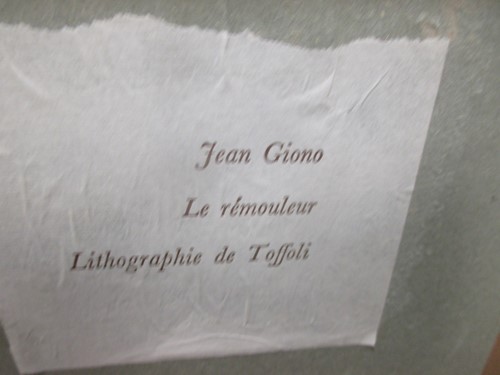 Jean Giono
Le rémouleur
Lithographie de Toffoli